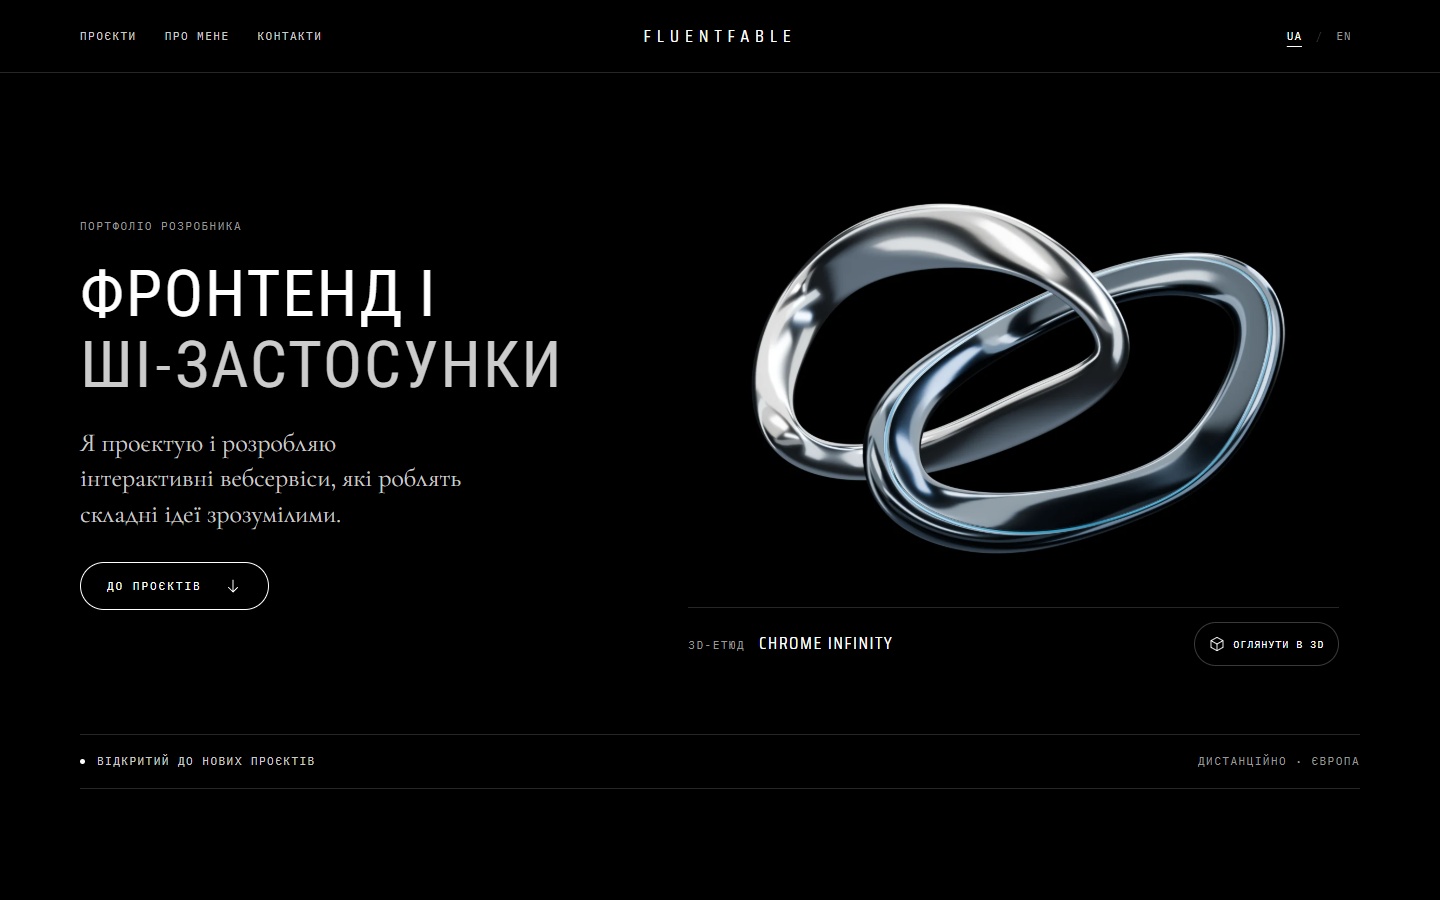 ПРОЄКТИ ПРО МЕНЕ КОНТАКТИ
FLUENTFABLE
UA / EN
ПОРТФОЛІО РОЗРОБНИКА
ФРОНТЕНД І
ШІ-ЗАСТОСУНКИ
Я проєктую і розробляю
інтерактивні вебсервіси, які роблять
складні ідеї зрозумілими.
ДО ПРОЄКТІВ ↓
3D-ЕТЮД CHROME INFINITY
ОГЛЯНУТИ В 3D
ВІДКРИТИЙ ДО НОВИХ ПРОЄКТІВ
ДИСТАНЦІЙНО · ЄВРОПА